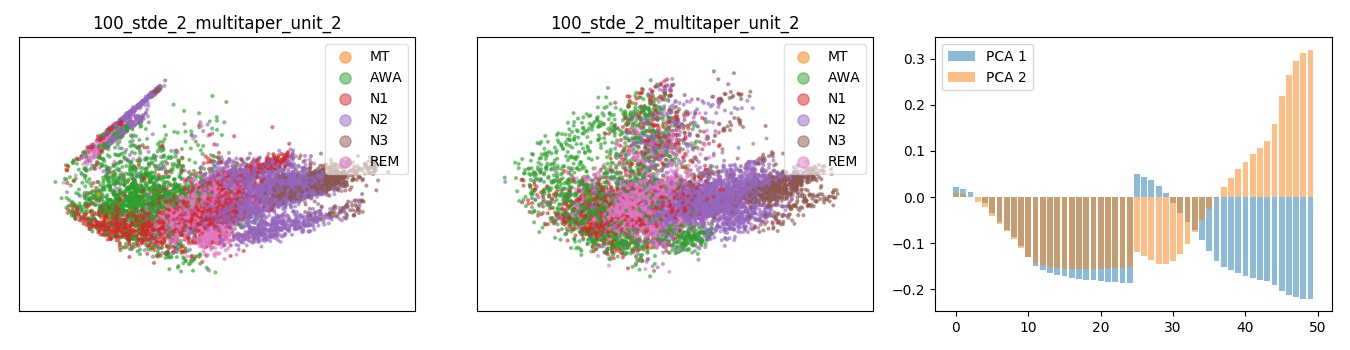 100_stde_2_multitaper_unit_2
MT
AWA
N1
N2
N3
REM
100_stde_2_multitaper_unit_2
MT
AWA
N1
N2
N3
REM
PCA 1
PCA 2
0.3
0.2
0.1
0.0
−0.1
−0.2
0 10 20 30 40 50